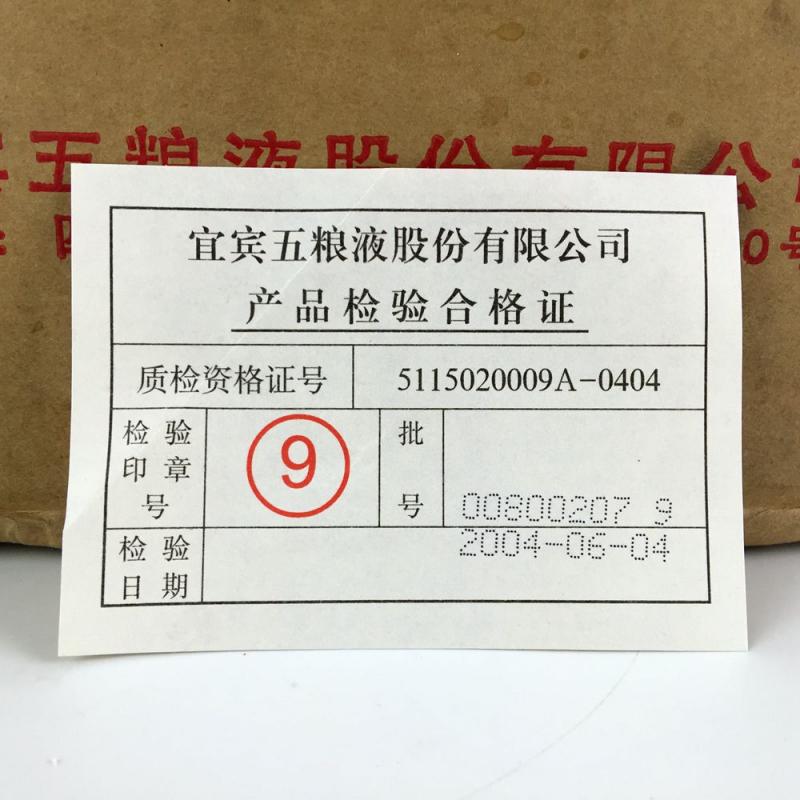 五粮液股份有限公
0号
宜宾五粮液股份有限公司
产品检验合格证
质检资格证号 5115020009A-0404
检验印章号 9 批号 00800207 9
检验日期 2004-06-04